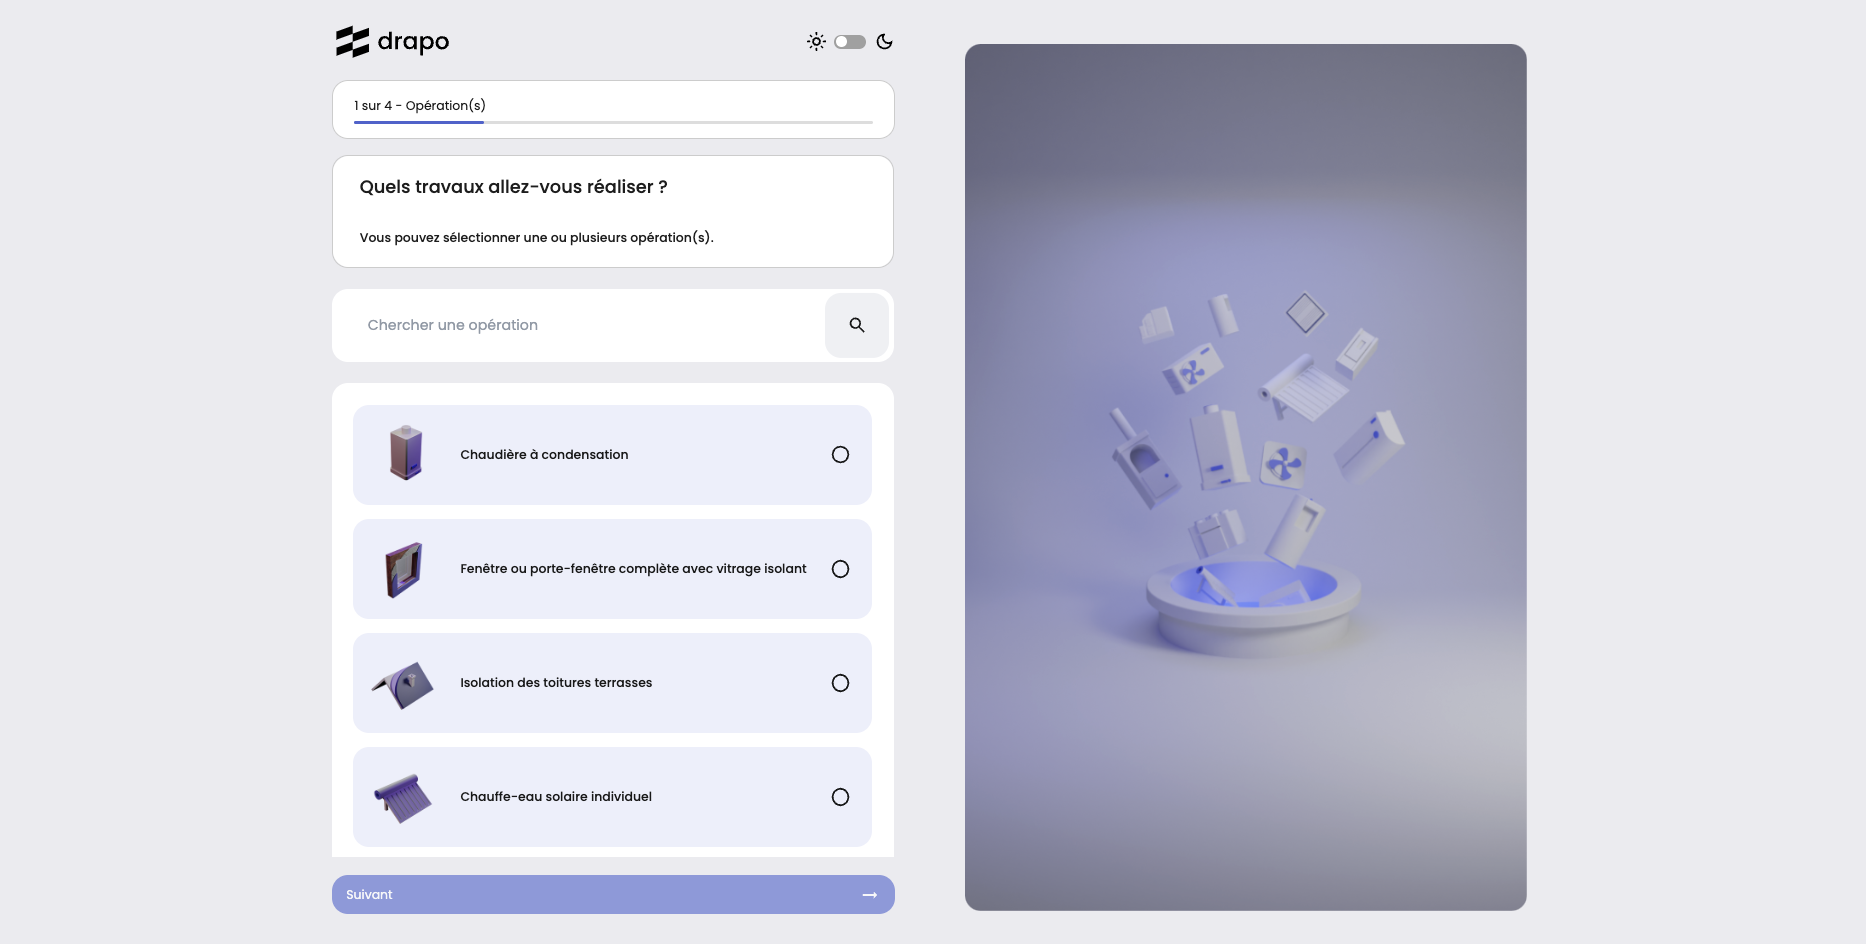 drapo
1 sur 4 - Opération(s)
Quels travaux allez-vous réaliser ?
Vous pouvez sélectionner une ou plusieurs opération(s).
Chercher une opération
Chaudière à condensation
Fenêtre ou porte-fenêtre complète avec vitrage isolant
Isolation des toitures terrasses
Chauffe-eau solaire individuel
Suivant